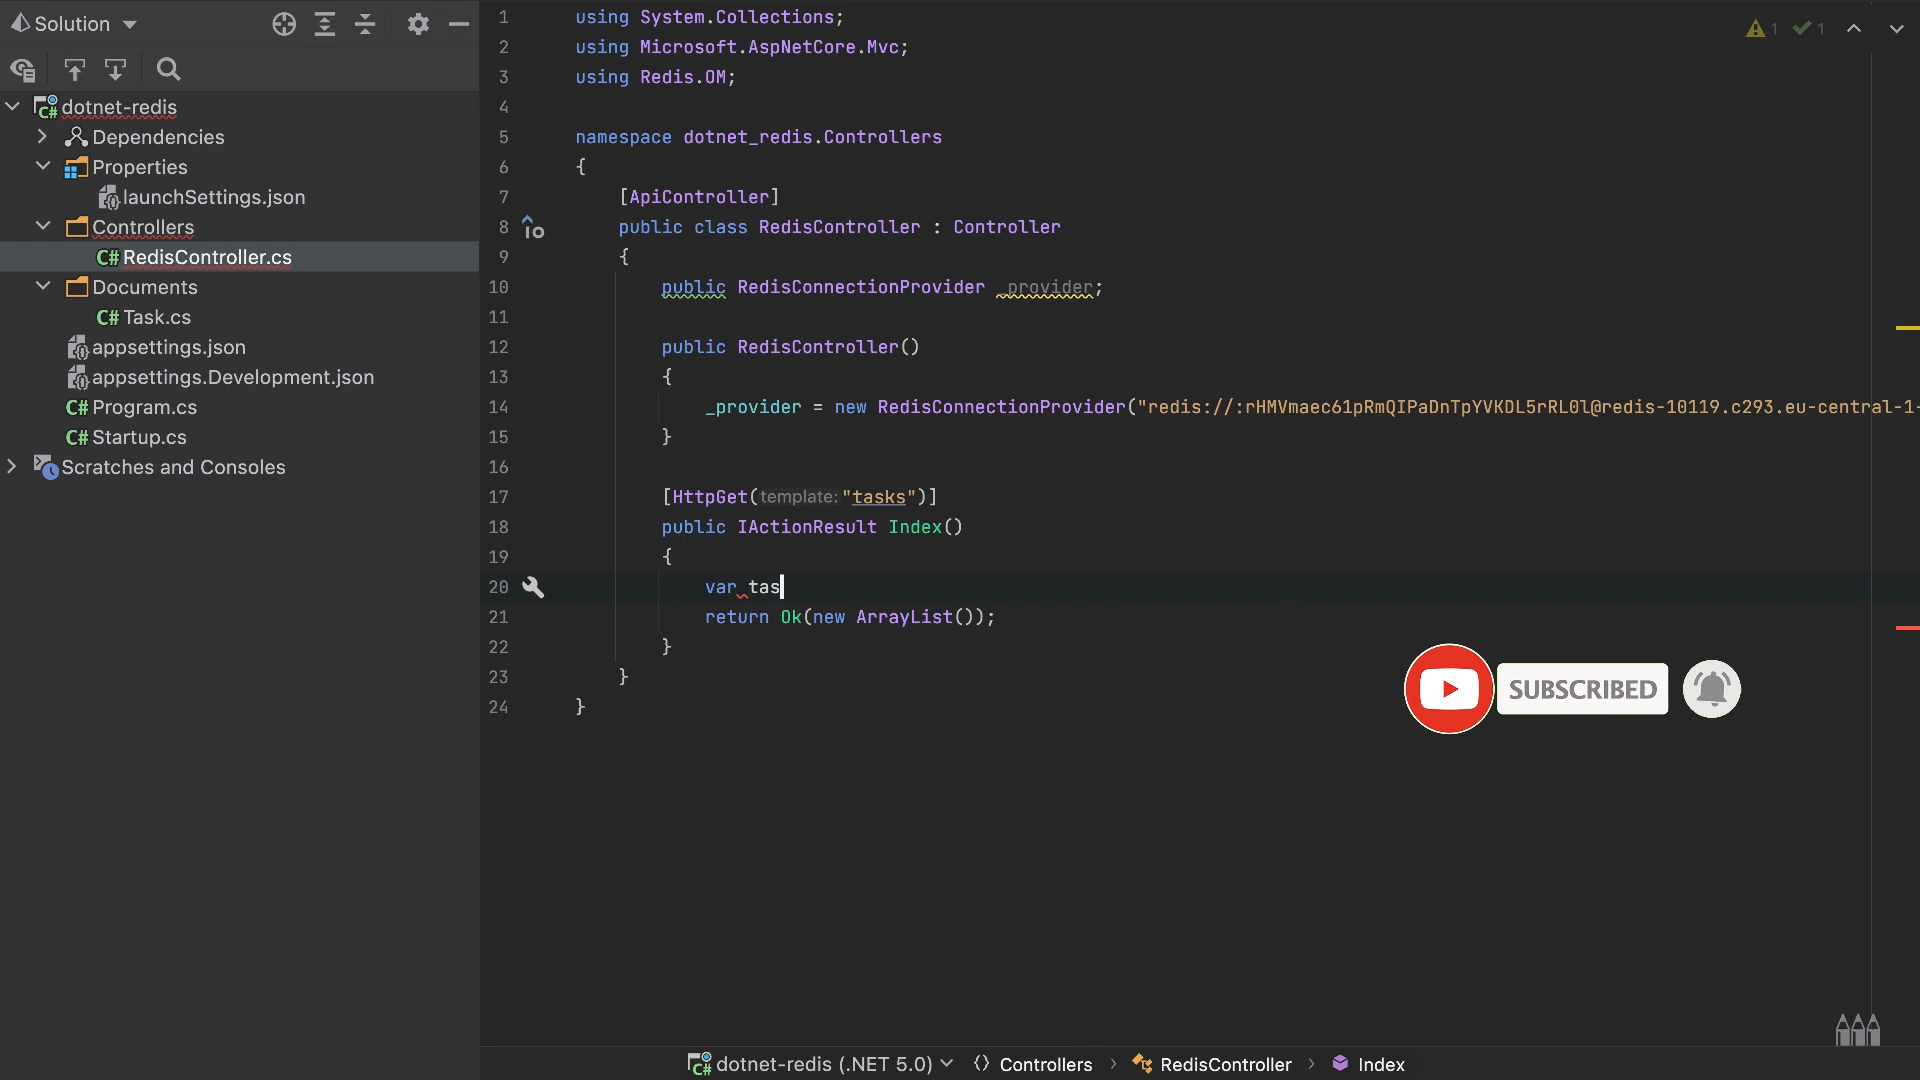 Solution
dotnet-redis
Dependencies
Properties
launchSettings.json
Controllers
C# RedisController.cs
Documents
C# Task.cs
appsettings.json
appsettings.Development.json
C# Program.cs
C# Startup.cs
Scratches and Consoles
1 using System.Collections;
2 using Microsoft.AspNetCore.Mvc;
3 using Redis.OM;
4
5 namespace dotnet_redis.Controllers
6 {
7 [ApiController]
8 public class RedisController : Controller
9 {
10 public RedisConnectionProvider _provider;
11
12 public RedisController()
13 {
14 _provider = new RedisConnectionProvider("redis://:rHMVmaec61pRmQIPaDnTpYVKDL5rRL0l@redis-10119.c293.eu-central-1-
15 }
16
17 [HttpGet(template:"tasks")]
18 public IActionResult Index()
19 {
20 var tas
21 return Ok(new ArrayList());
22 }
23 }
24 }
1 1
SUBSCRIBED
dotnet-redis (.NET 5.0) Controllers RedisController Index